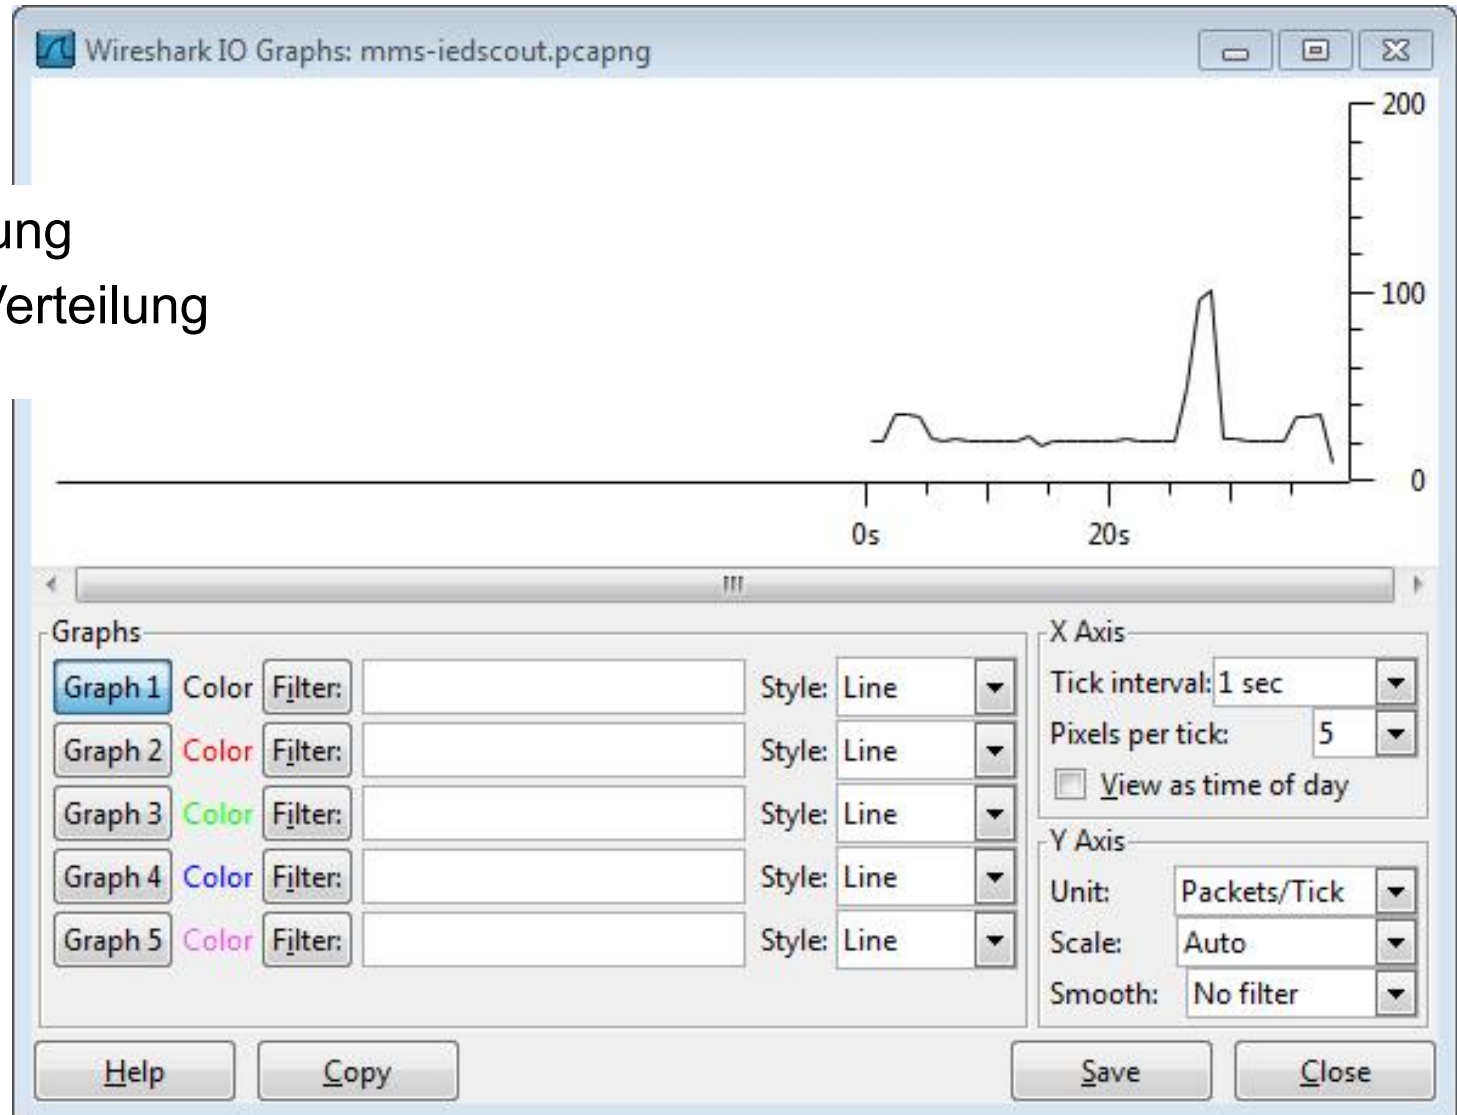 Wireshark IO Graphs: mms-iedscout.pcapng
200
ung
Verteilung
100
0
0s 20s
Graphs
Graph 1 Color Filter: Style: Line
Graph 2 Color Filter: Style: Line
Graph 3 Color Filter: Style: Line
Graph 4 Color Filter: Style: Line
Graph 5 Color Filter: Style: Line
X Axis
Tick interval: 1 sec
Pixels per tick: 5
View as time of day
Y Axis
Unit: Packets/Tick
Scale: Auto
Smooth: No filter
Help Copy Save Close